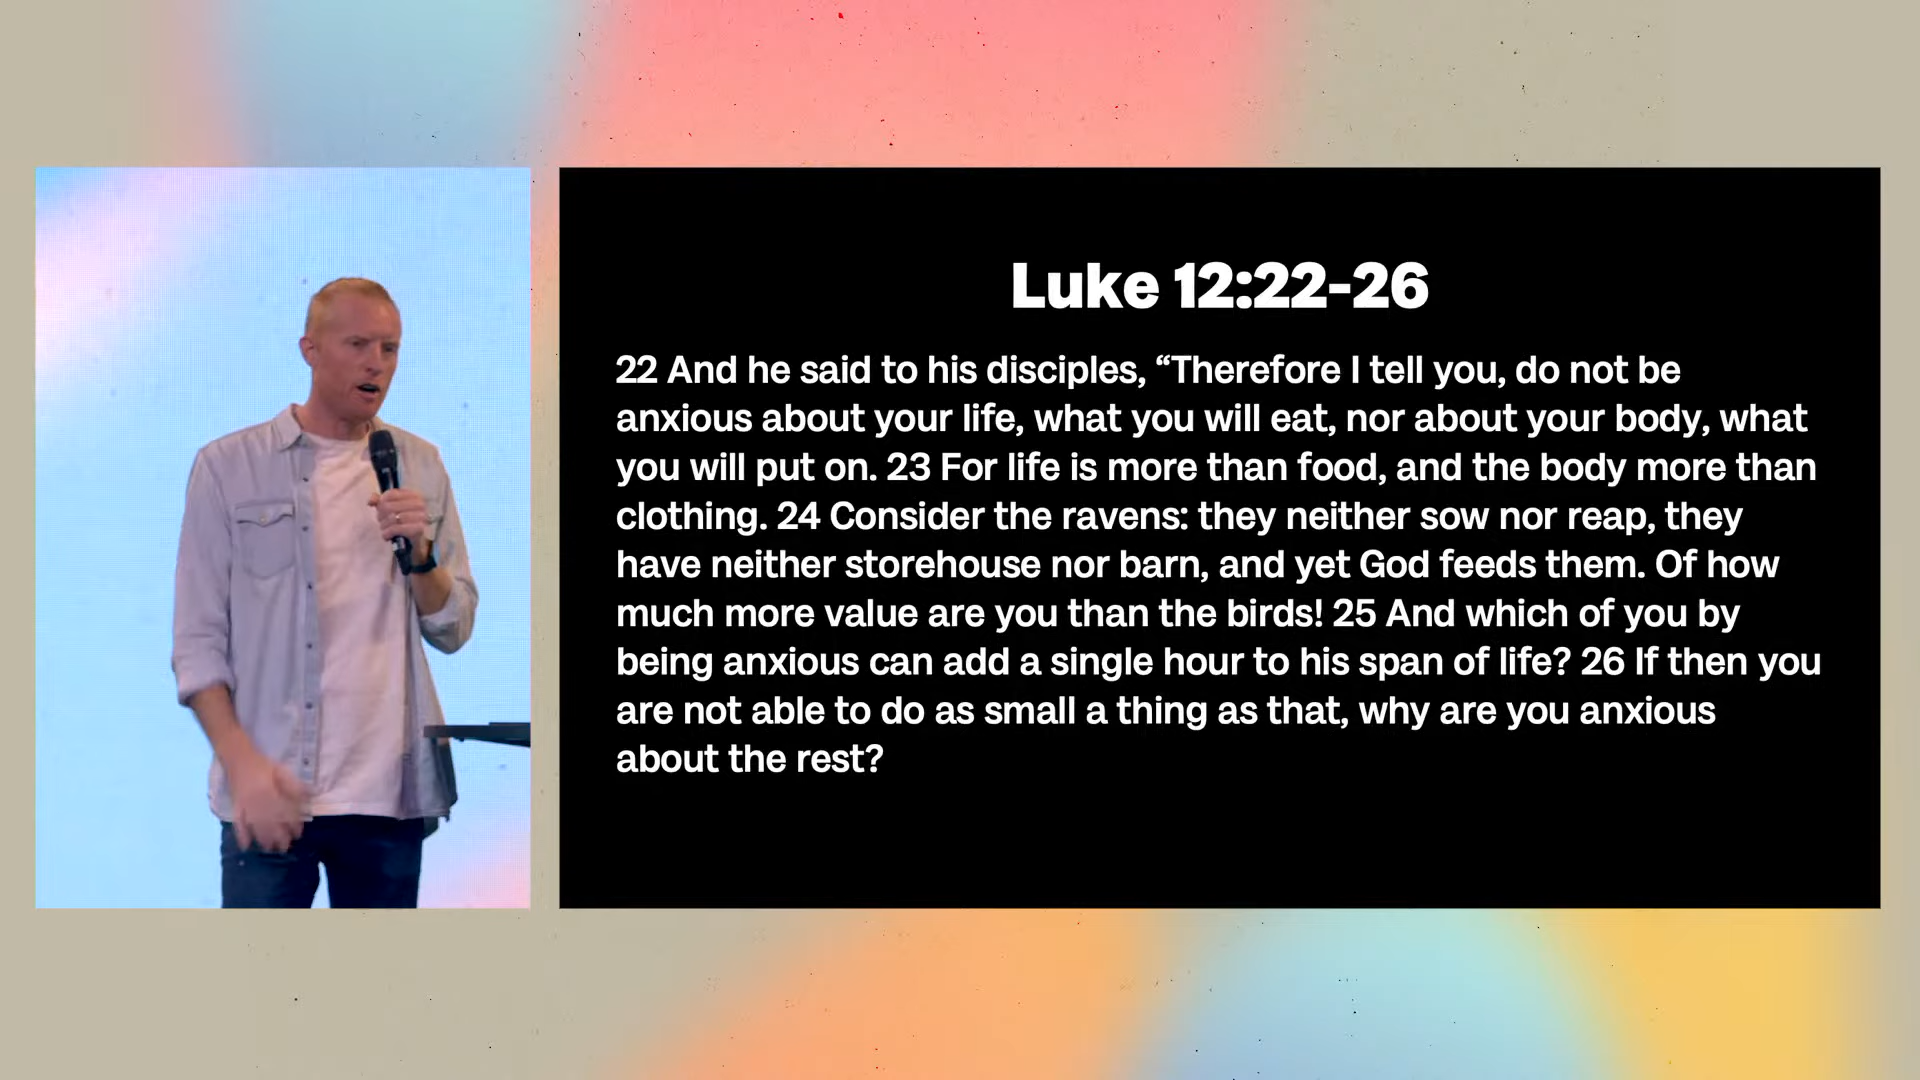 Luke 12:22-26
22 And he said to his disciples, “Therefore I tell you, do not be
anxious about your life, what you will eat, nor about your body, what
you will put on. 23 For life is more than food, and the body more than
clothing. 24 Consider the ravens: they neither sow nor reap, they
have neither storehouse nor barn, and yet God feeds them. Of how
much more value are you than the birds! 25 And which of you by
being anxious can add a single hour to his span of life? 26 If then you
are not able to do as small a thing as that, why are you anxious
about the rest?